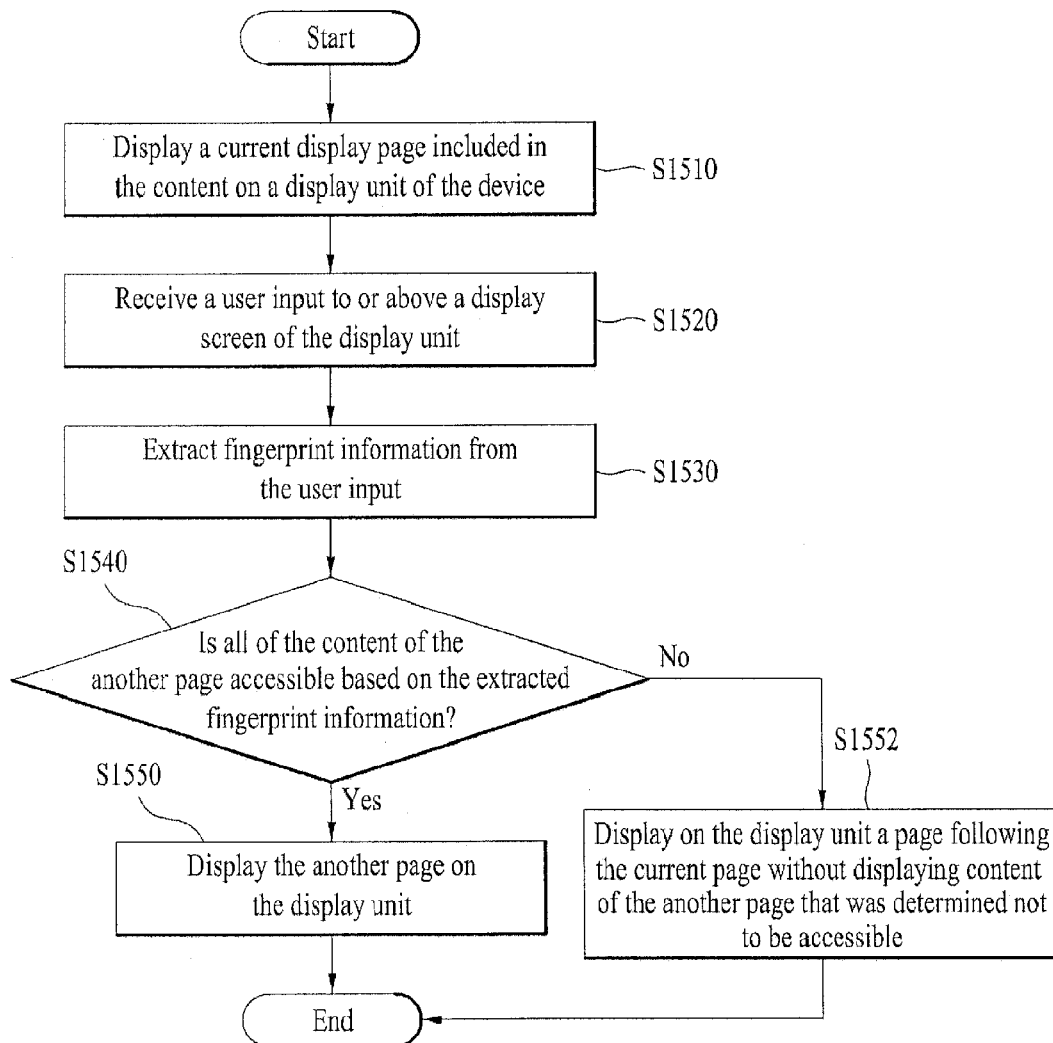 Start
Display a current display page included in
the content on a display unit of the device
S1510
Receive a user input to or above a display
screen of the display unit
S1520
Extract fingerprint information from
the user input
S1530
S1540
Is all of the content of the
another page accessible based on the extracted
fingerprint information?
No
S1552
S1550
Yes
Display the another page on
the display unit
Display on the display unit a page following
the current page without displaying content
of the another page that was determined not
to be accessible
End